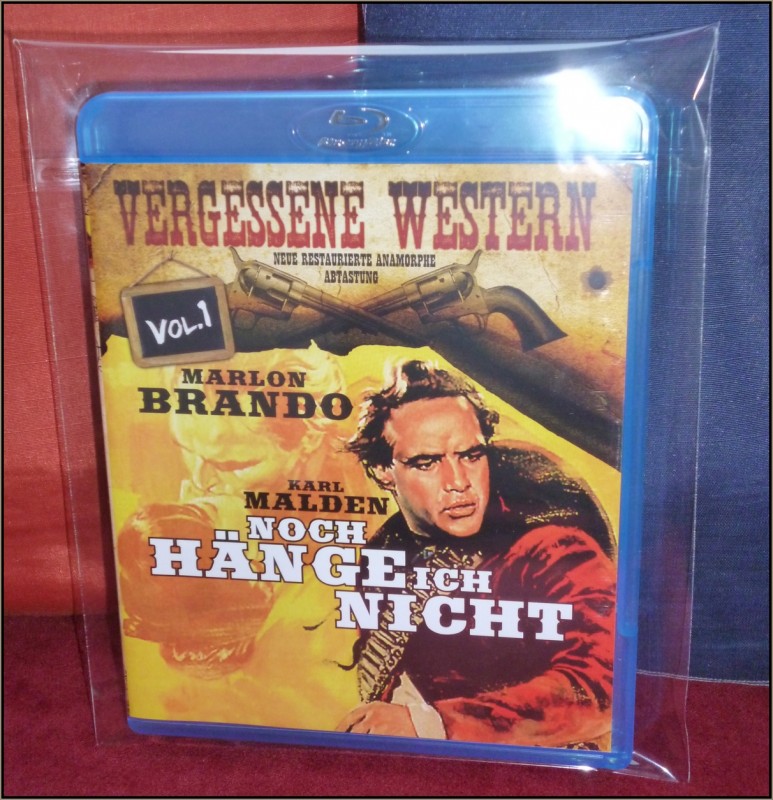 VERGESSENE WESTERN
NEUE RESTAURIERTE ANAMORPHE
ABTASTUNG
VOL.1
MARLON
BRANDO
KARL
MALDEN
NOCH
HÄNGE ICH
NICHT